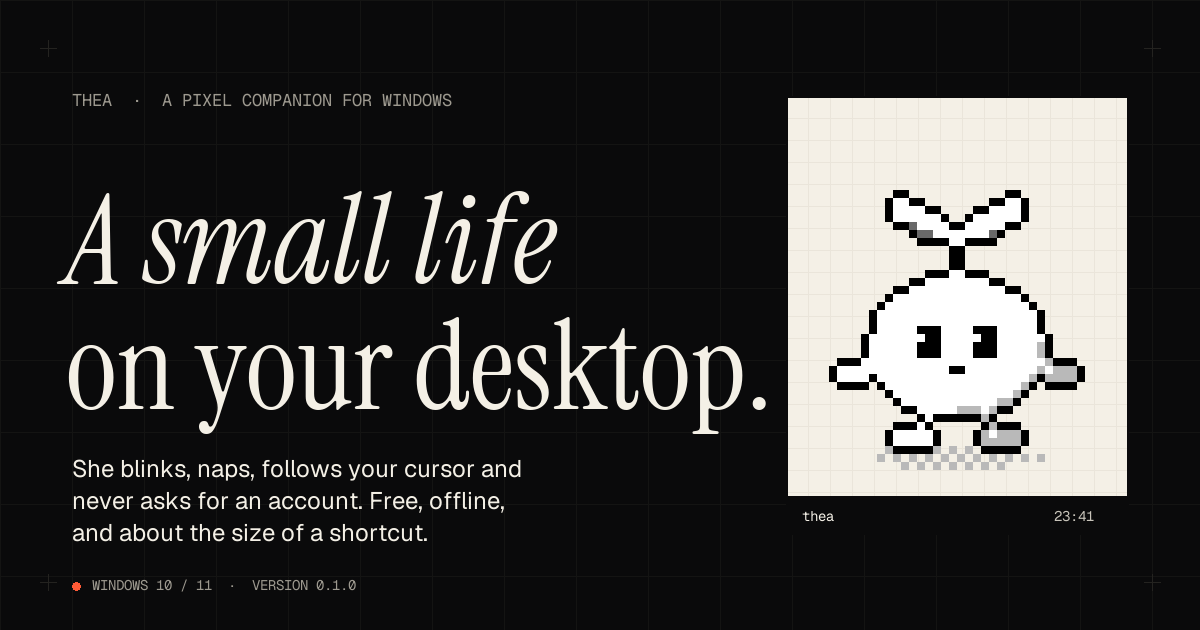 THEA · A PIXEL COMPANION FOR WINDOWS
A small life
on your desktop.
She blinks, naps, follows your cursor and
never asks for an account. Free, offline,
and about the size of a shortcut.
WINDOWS 10 / 11 · VERSION 0.1.0
thea 23:41